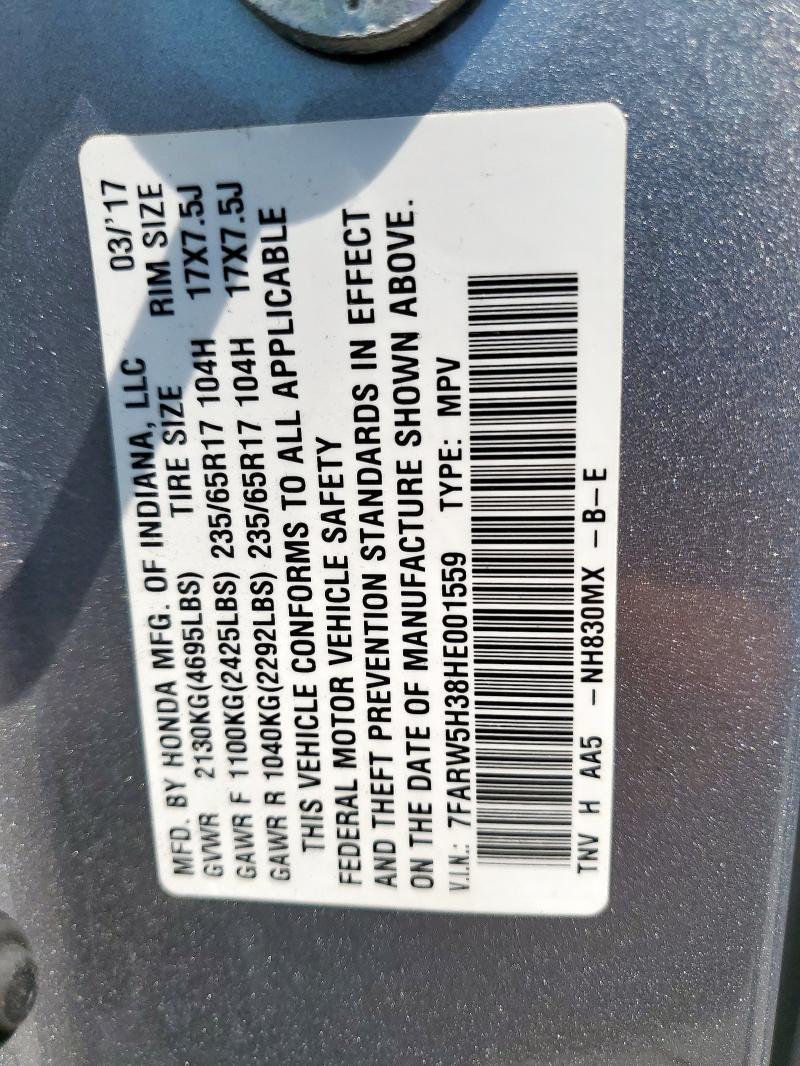 MFD. BY HONDA MFG. OF INDIANA, LLC 03/'17
GVWR 2130KG(4695LBS) TIRE SIZE RIM SIZE
GAWR F 1100KG(2425LBS) 235/65R17 104H 17X7.5J
GAWR R 1040KG(2292LBS) 235/65R17 104H 17X7.5J
THIS VEHICLE CONFORMS TO ALL APPLICABLE
FEDERAL MOTOR VEHICLE SAFETY
AND THEFT PREVENTION STANDARDS IN EFFECT
ON THE DATE OF MANUFACTURE SHOWN ABOVE.
V.I.N.: 7FARW5H38HE001559 TYPE: MPV
TNV H AA5 -NH830MX -B-E